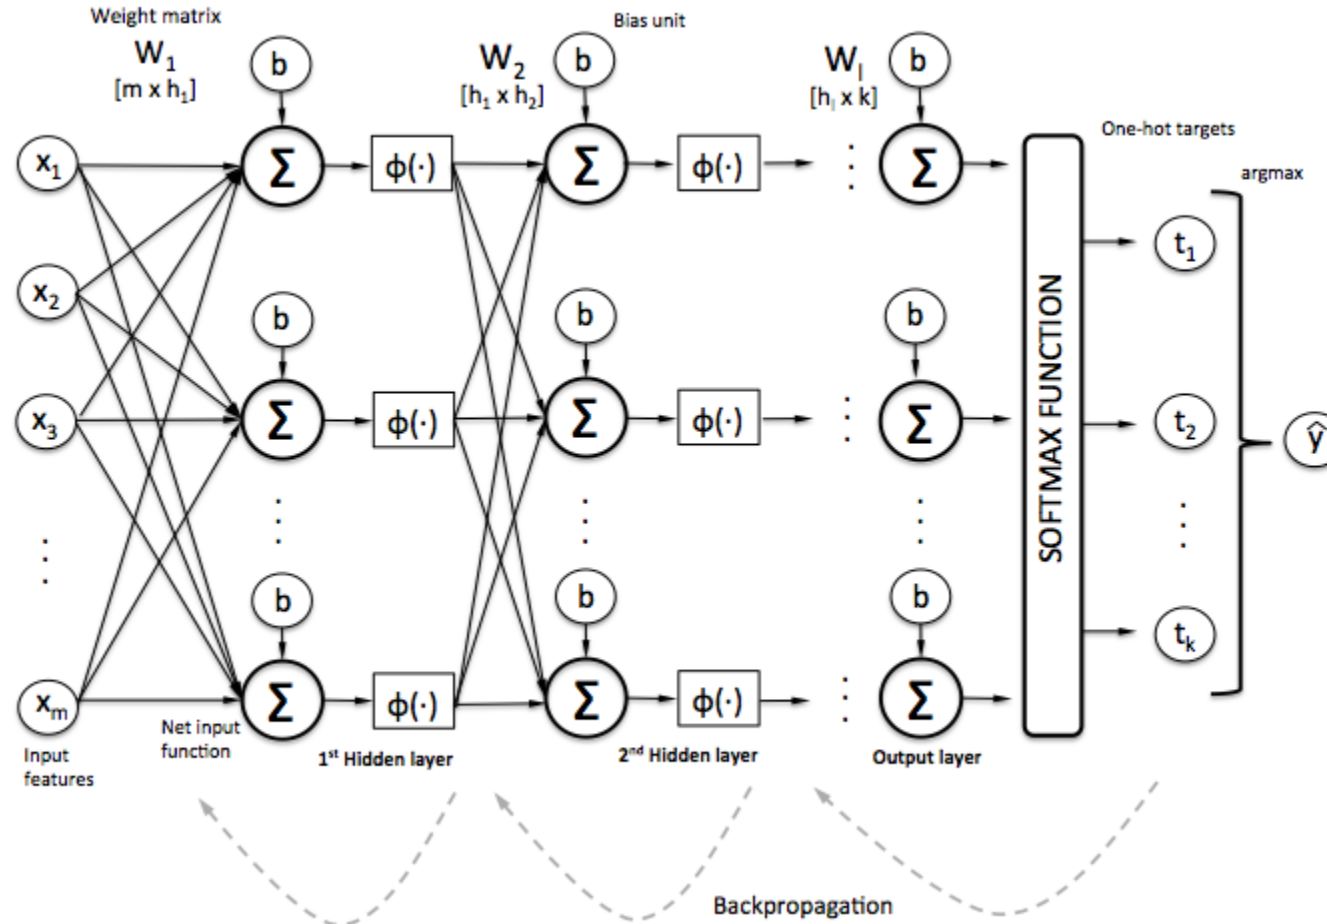 Weight matrix
W₁
[m x h₁]
b
W₂
[h₁ x h₂]
Bias unit
b
Wₗ
[hₗ x k]
b
x₁
Σ
ϕ(·)
Σ
ϕ(·)
Σ
One-hot targets
argmax
t₁
x₂
b
b
b
x₃
Σ
ϕ(·)
Σ
ϕ(·)
Σ
SOFTMAX FUNCTION
t₂
ŷ
b
b
b
tₖ
xₘ
Σ
ϕ(·)
Σ
ϕ(·)
Σ
Input
features
Net input
function
1st Hidden layer
2nd Hidden layer
Output layer
Backpropagation